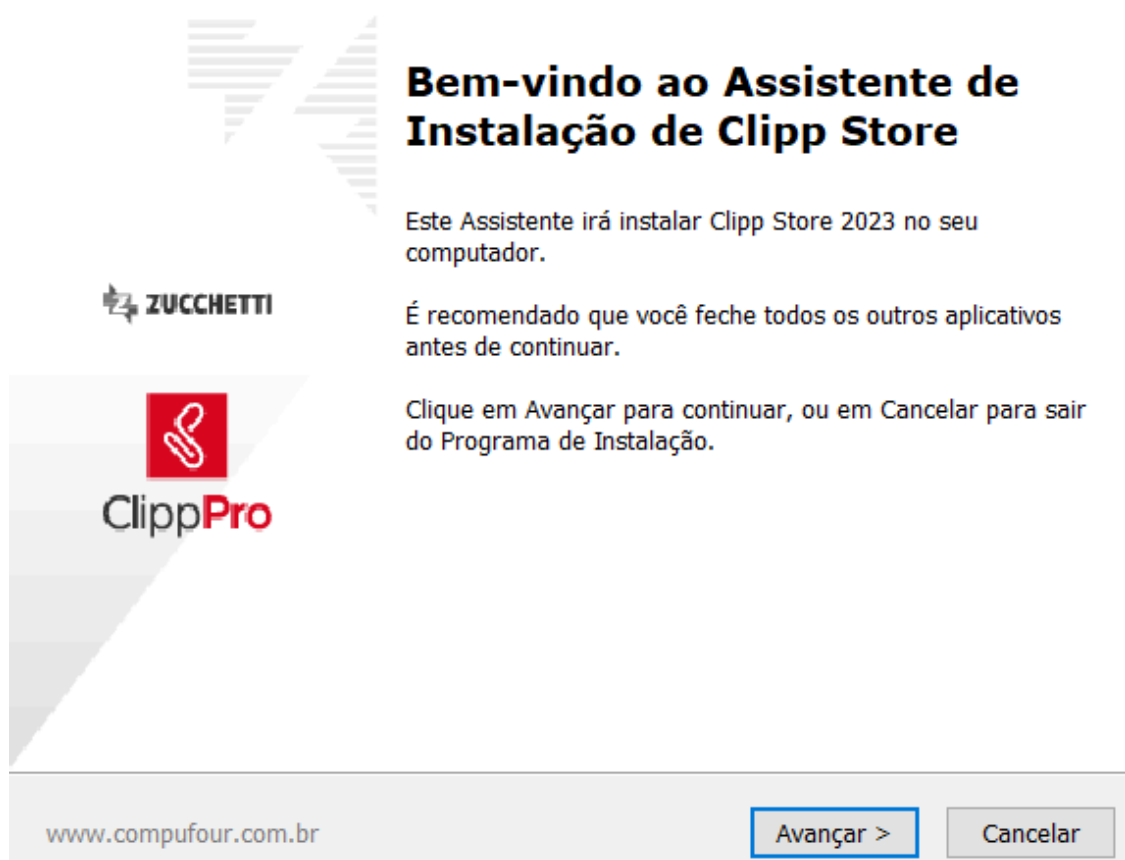 Bem-vindo ao Assistente de
Instalação de Clipp Store
Este Assistente irá instalar Clipp Store 2023 no seu
computador.
ZUCCHETTI
É recomendado que você feche todos os outros aplicativos
antes de continuar.
Clique em Avançar para continuar, ou em Cancelar para sair
do Programa de Instalação.
ClippPro
www.compufour.com.br
Avançar >
Cancelar